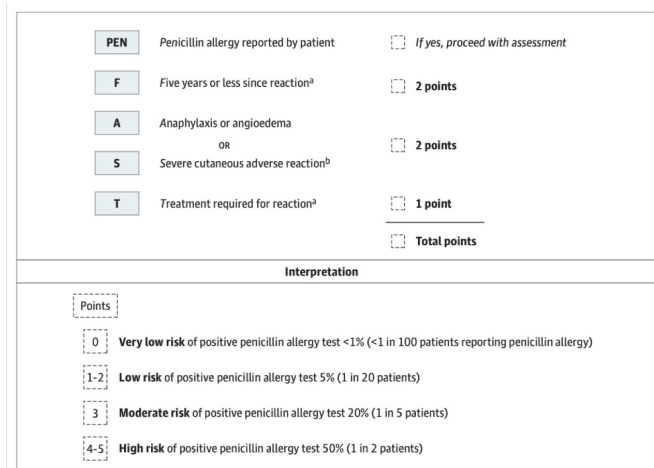 PEN Penicillin allergy reported by patient If yes, proceed with assessment
F Five years or less since reactionᵃ 2 points
A Anaphylaxis or angioedema
OR
2 points
S Severe cutaneous adverse reactionᵇ
T Treatment required for reactionᵃ 1 point
Total points
Interpretation
Points
0 Very low risk of positive penicillin allergy test <1% (<1 in 100 patients reporting penicillin allergy)
1-2 Low risk of positive penicillin allergy test 5% (1 in 20 patients)
3 Moderate risk of positive penicillin allergy test 20% (1 in 5 patients)
4-5 High risk of positive penicillin allergy test 50% (1 in 2 patients)